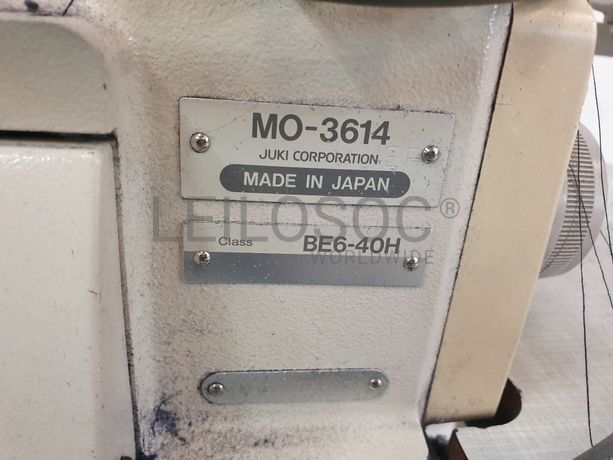 MO-3614
JUKI CORPORATION
MADE IN JAPAN
LEILOSOC®
WORLDWIDE
Class BE6-40H